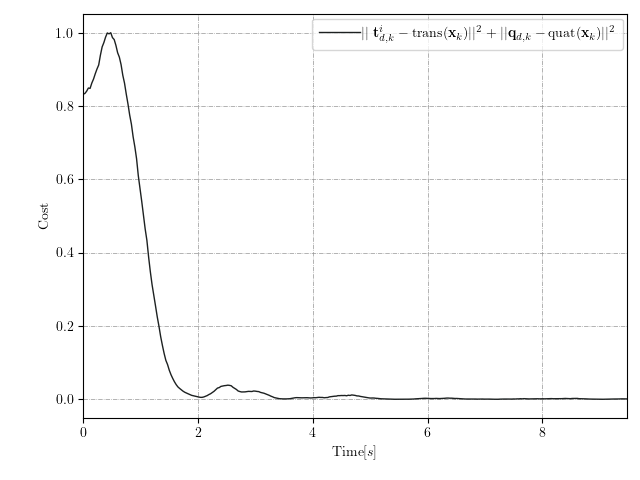 || t^i_{d,k} − trans(x_k)||^2 + ||q_{d,k} − quat(x_k)||^2
1.0
0.8
0.6
0.4
0.2
0.0
Cost
0 2 4 6 8
Time[s]